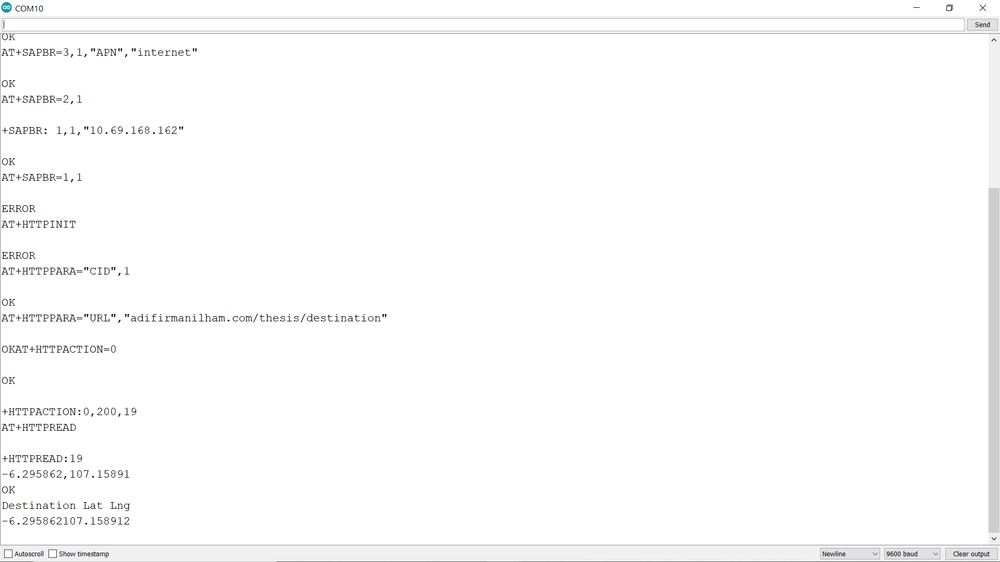 COM10
Send
OK
AT+SAPBR=3,1,"APN","internet"
OK
AT+SAPBR=2,1
+SAPBR: 1,1,"10.69.168.162"
OK
AT+SAPBR=1,1
ERROR
AT+HTTPINIT
ERROR
AT+HTTPPARA="CID",1
OK
AT+HTTPPARA="URL","adifirmanilham.com/thesis/destination"
OKAT+HTTPACTION=0
OK
+HTTPACTION:0,200,19
AT+HTTPREAD
+HTTPREAD:19
-6.295862,107.15891
OK
Destination Lat Lng
-6.295862107.158912
Autoscroll Show timestamp Newline 9600 baud Clear output